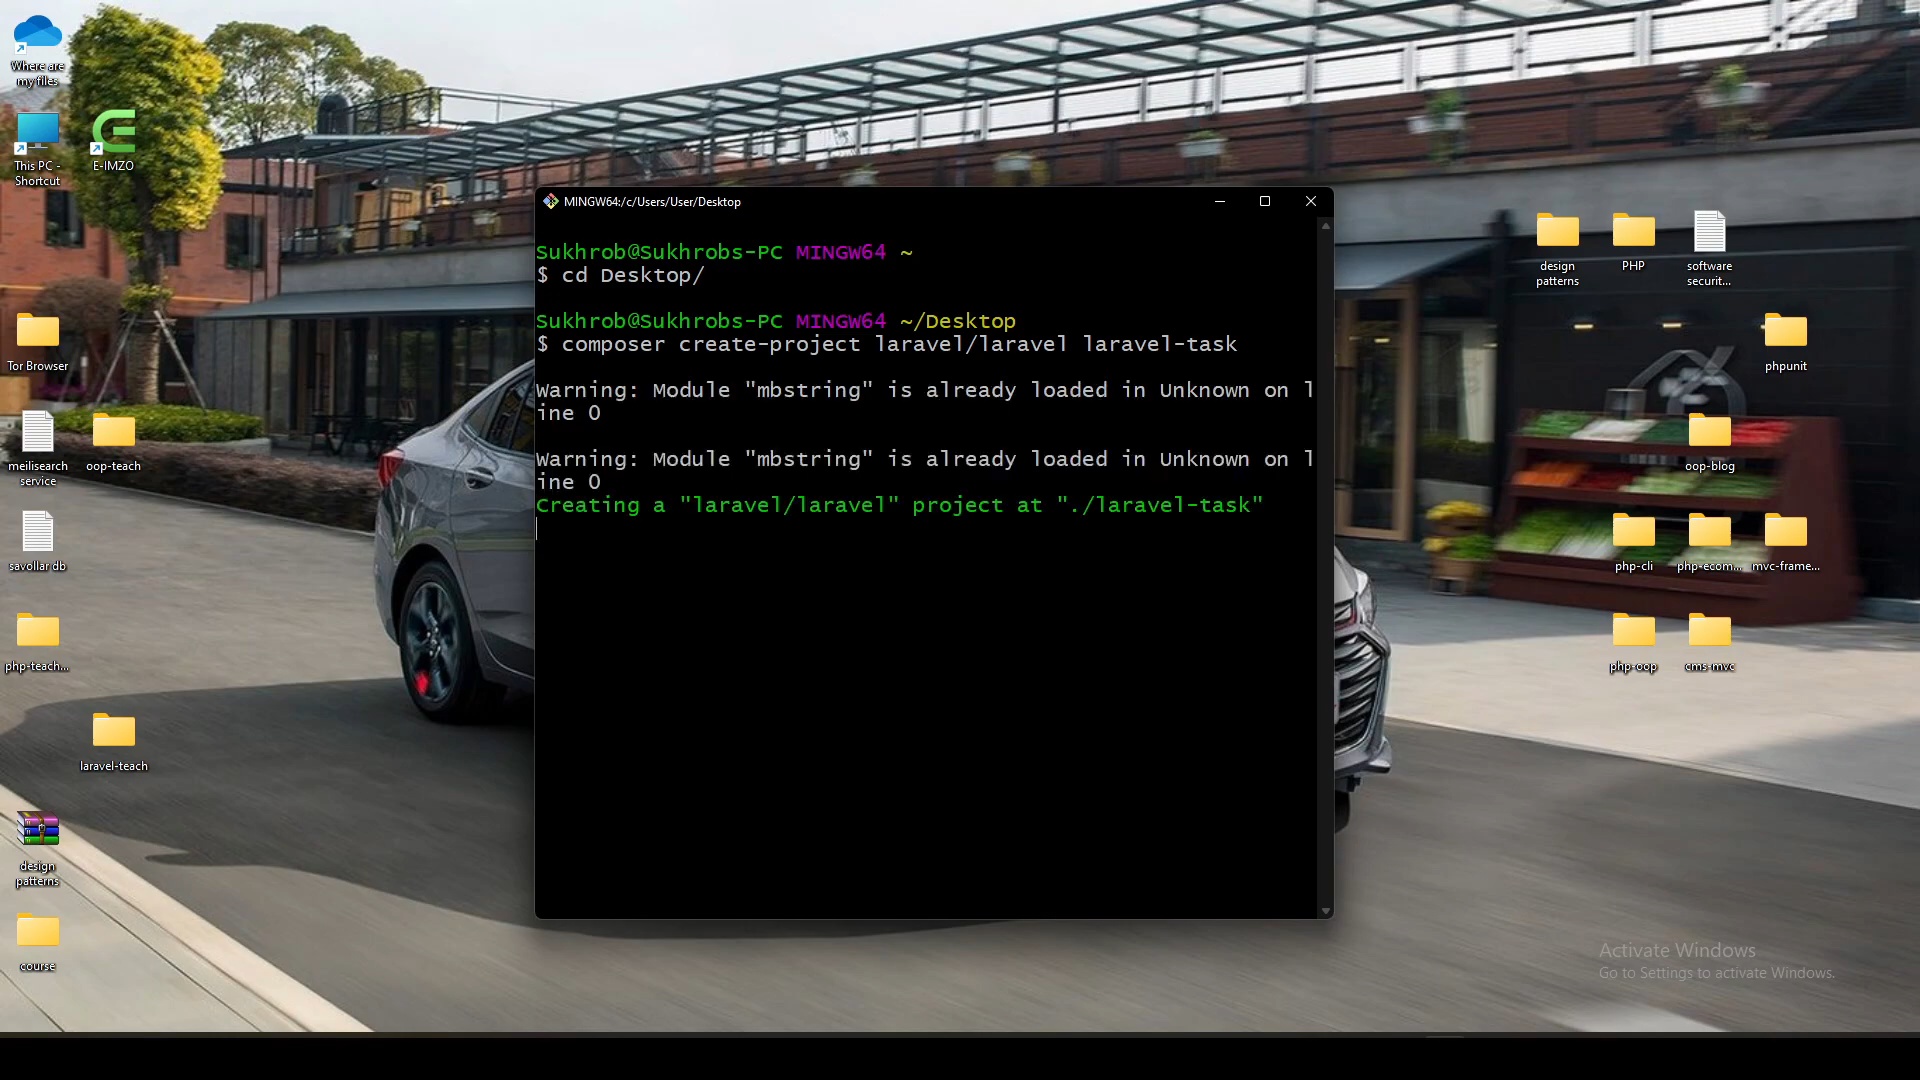 Where are
my files
This PC -
Shortcut
E-IMZO
Tor Browser
meilisearch
service
oop-teach
savollar db
php-teach...
laravel-teach
design
patterns
course
MINGW64:/c/Users/User/Desktop
Sukhrob@Sukhrobs-PC MINGW64 ~
$ cd Desktop/
Sukhrob@Sukhrobs-PC MINGW64 ~/Desktop
$ composer create-project laravel/laravel laravel-task
Warning: Module "mbstring" is already loaded in Unknown on l
ine 0
Warning: Module "mbstring" is already loaded in Unknown on l
ine 0
Creating a "laravel/laravel" project at "./laravel-task"
design
patterns
PHP
software
securit...
phpunit
oop-blog
php-cli
php-ecom...
mvc-frame...
php-oop
cms-mvc
Activate Windows
Go to Settings to activate Windows.